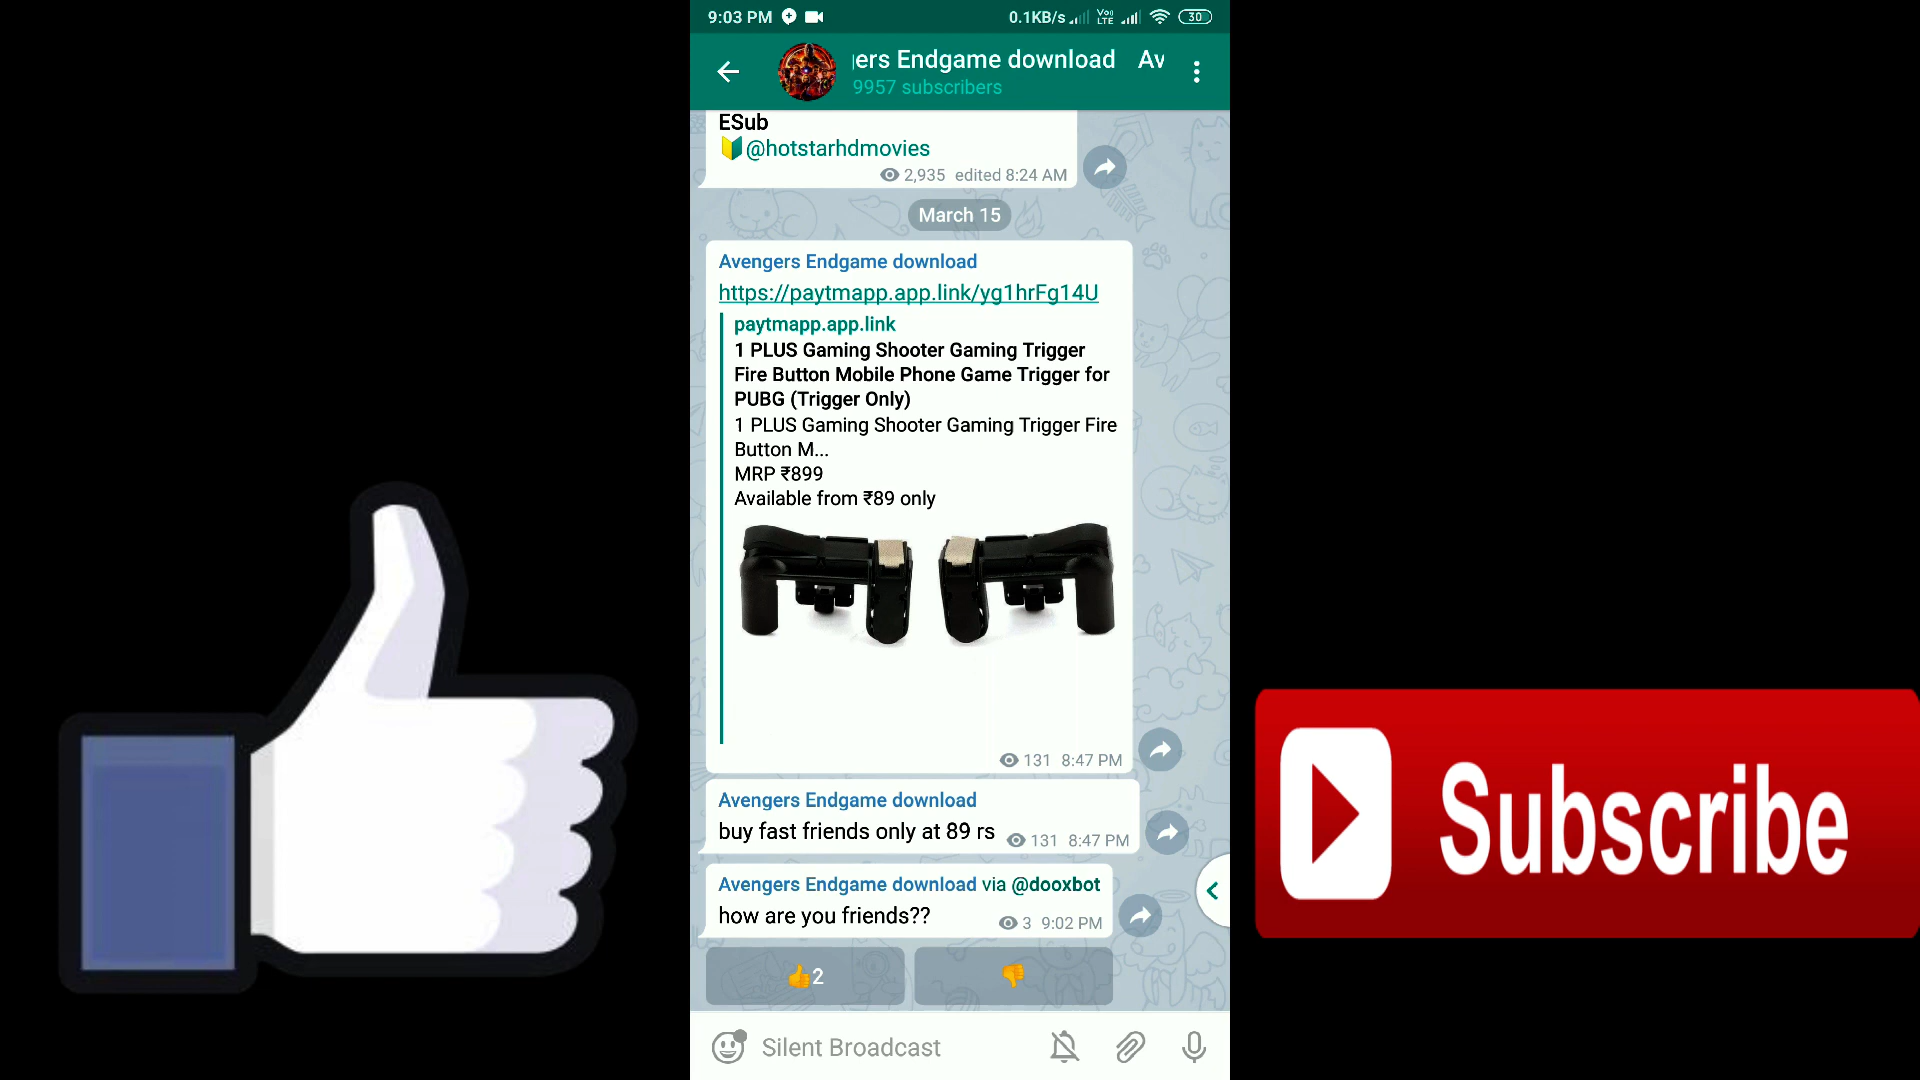 9:03 PM
0.1KB/s
Vo))
LTE
30
ers Endgame download Av
9957 subscribers
ESub
@hotstarhdmovies
2,935 edited 8:24 AM
March 15
Avengers Endgame download
https://paytmapp.app.link/yg1hrFg14U
paytmapp.app.link
1 PLUS Gaming Shooter Gaming Trigger
Fire Button Mobile Phone Game Trigger for
PUBG (Trigger Only)
1 PLUS Gaming Shooter Gaming Trigger Fire
Button M...
MRP ₹899
Available from ₹89 only
131 8:47 PM
Avengers Endgame download
buy fast friends only at 89 rs
131 8:47 PM
Avengers Endgame download via @dooxbot
how are you friends??
3 9:02 PM
👍2
👎
Silent Broadcast
Subscribe